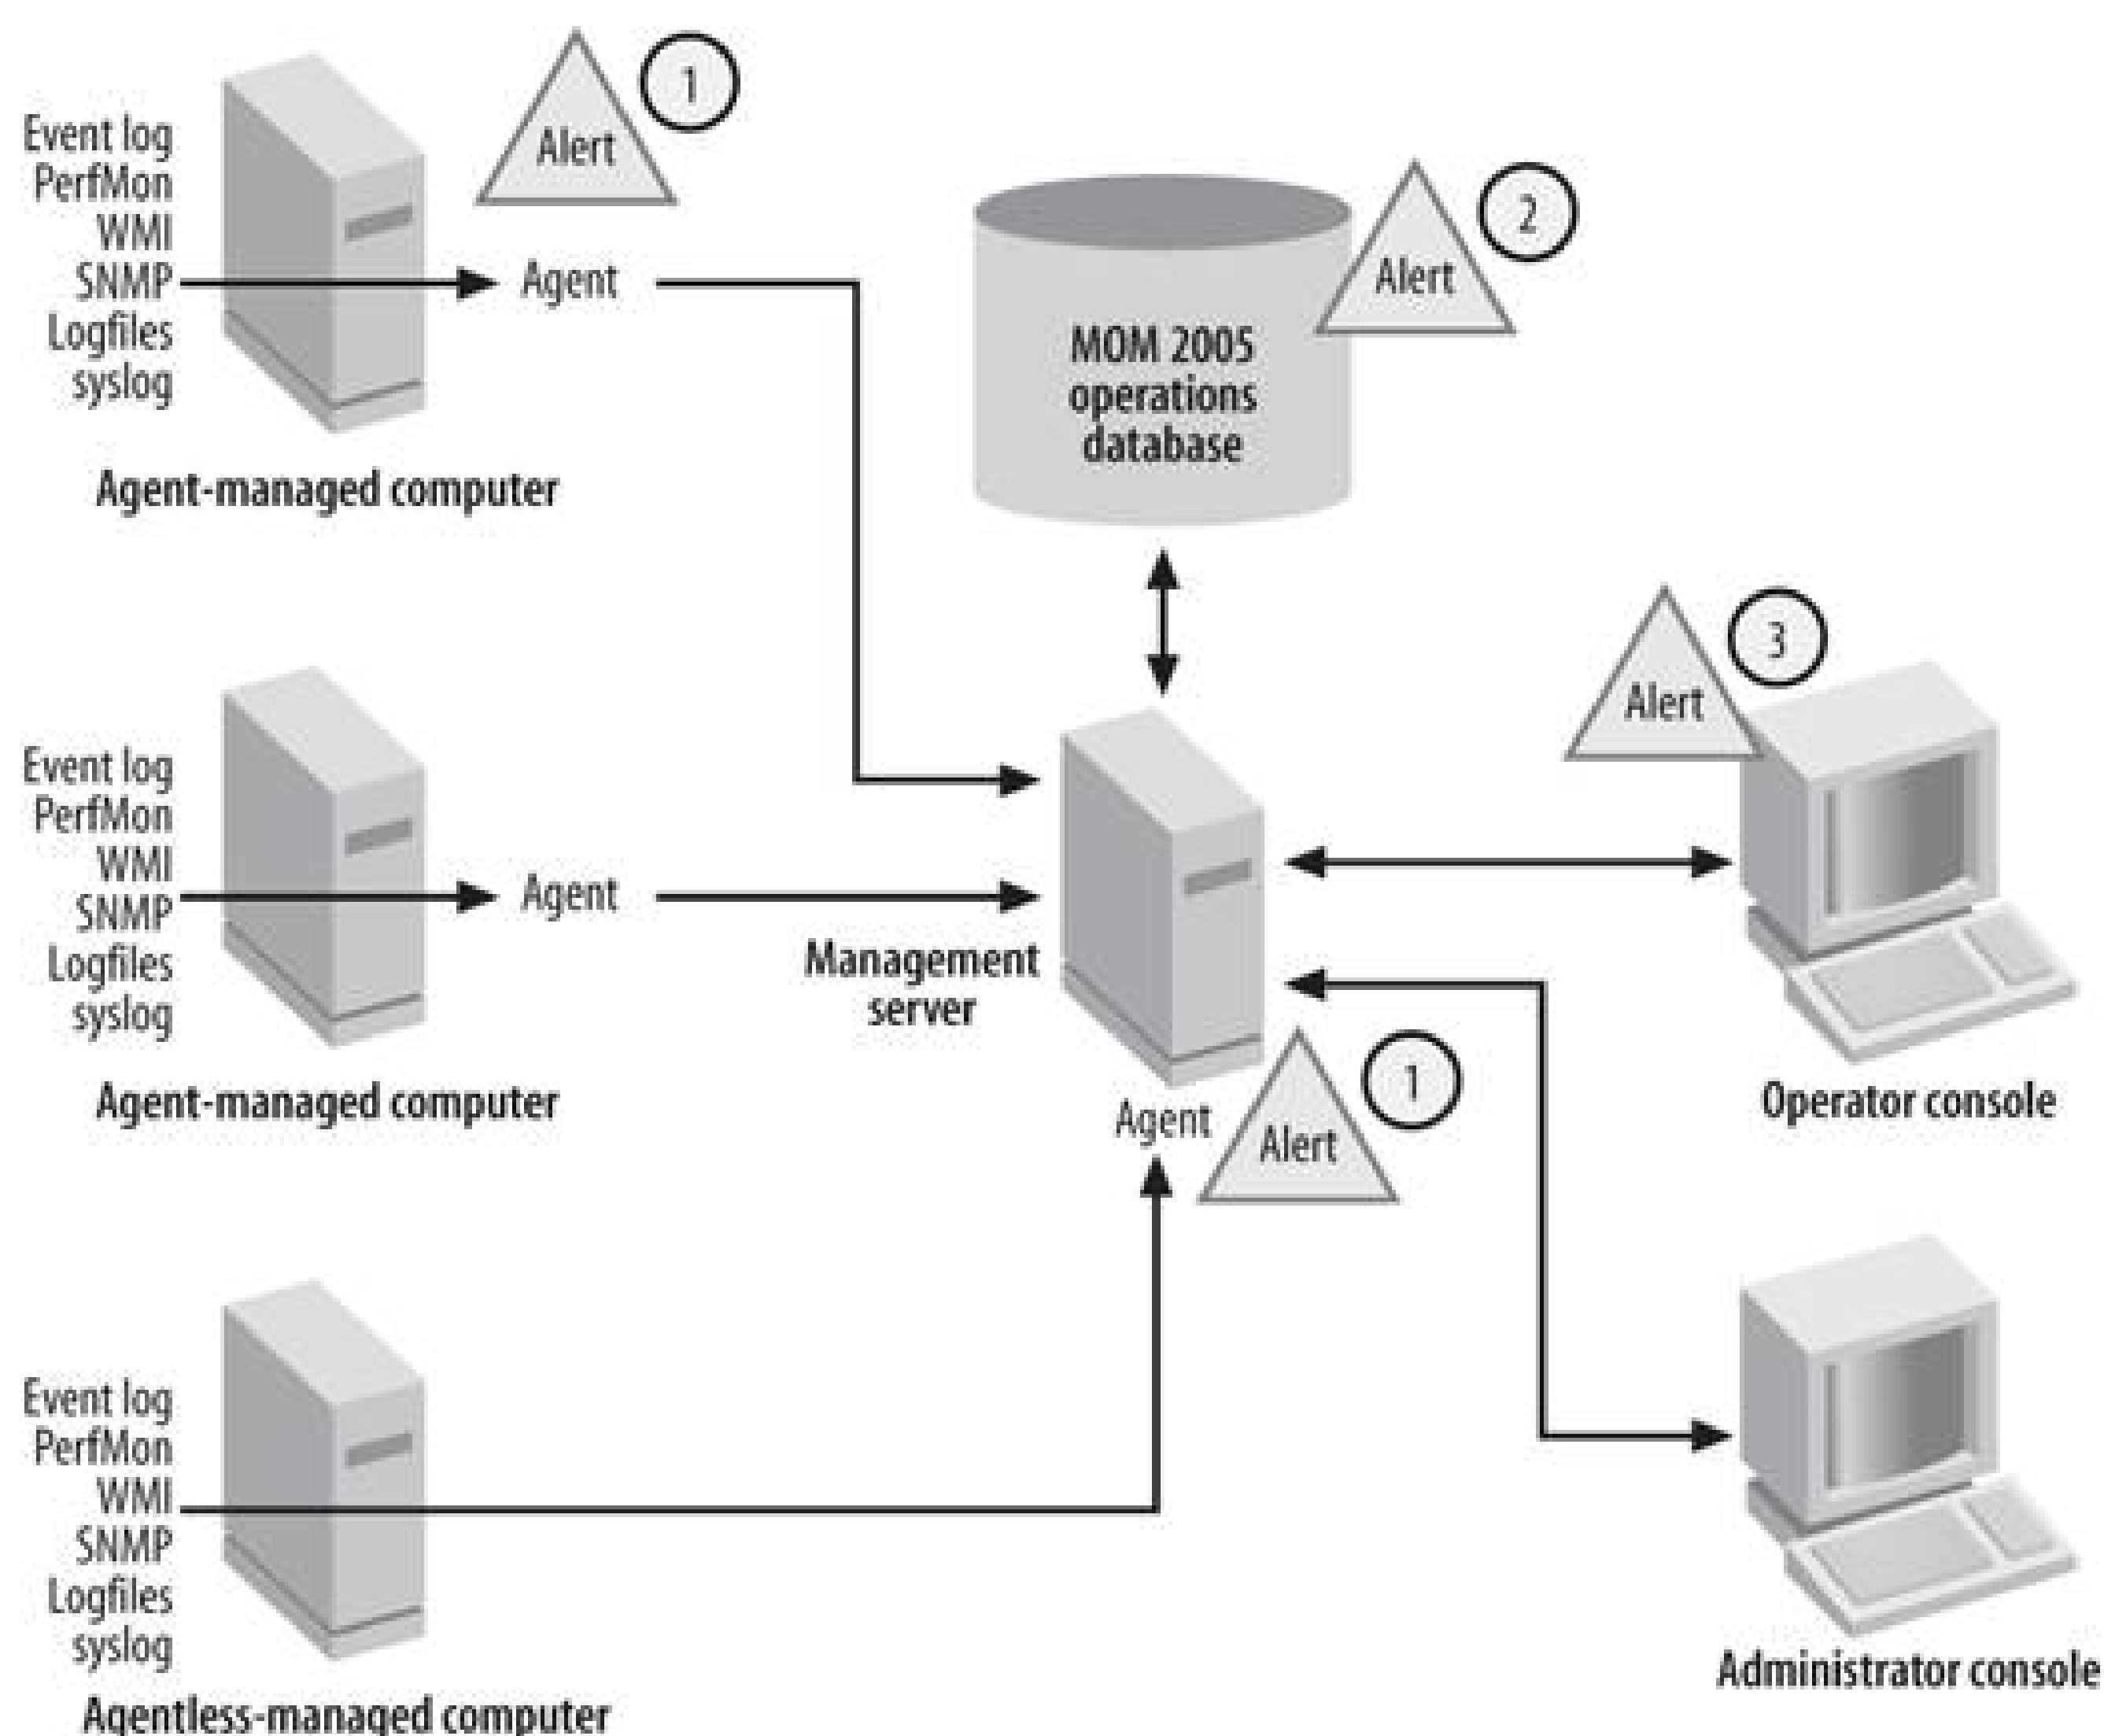 Alert
1
Event log
PerfMon
WMI
SNMP
Logfiles
syslog
Agent
Agent-managed computer
Alert
2
MOM 2005
operations
database
Alert
3
Event log
PerfMon
WMI
SNMP
Logfiles
syslog
Agent
Agent-managed computer
Management
server
Agent
Alert
1
Operator console
Event log
PerfMon
WMI
SNMP
Logfiles
syslog
Agentless-managed computer
Administrator console